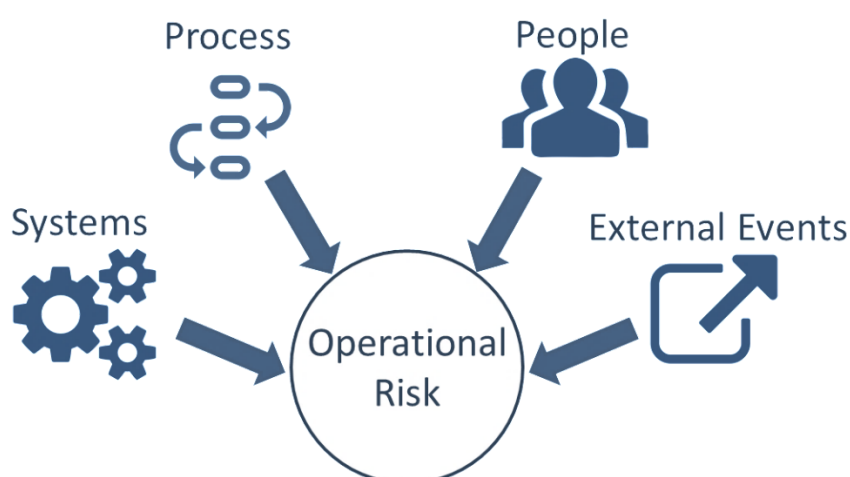 Process
People
Systems
External Events
Operational
Risk